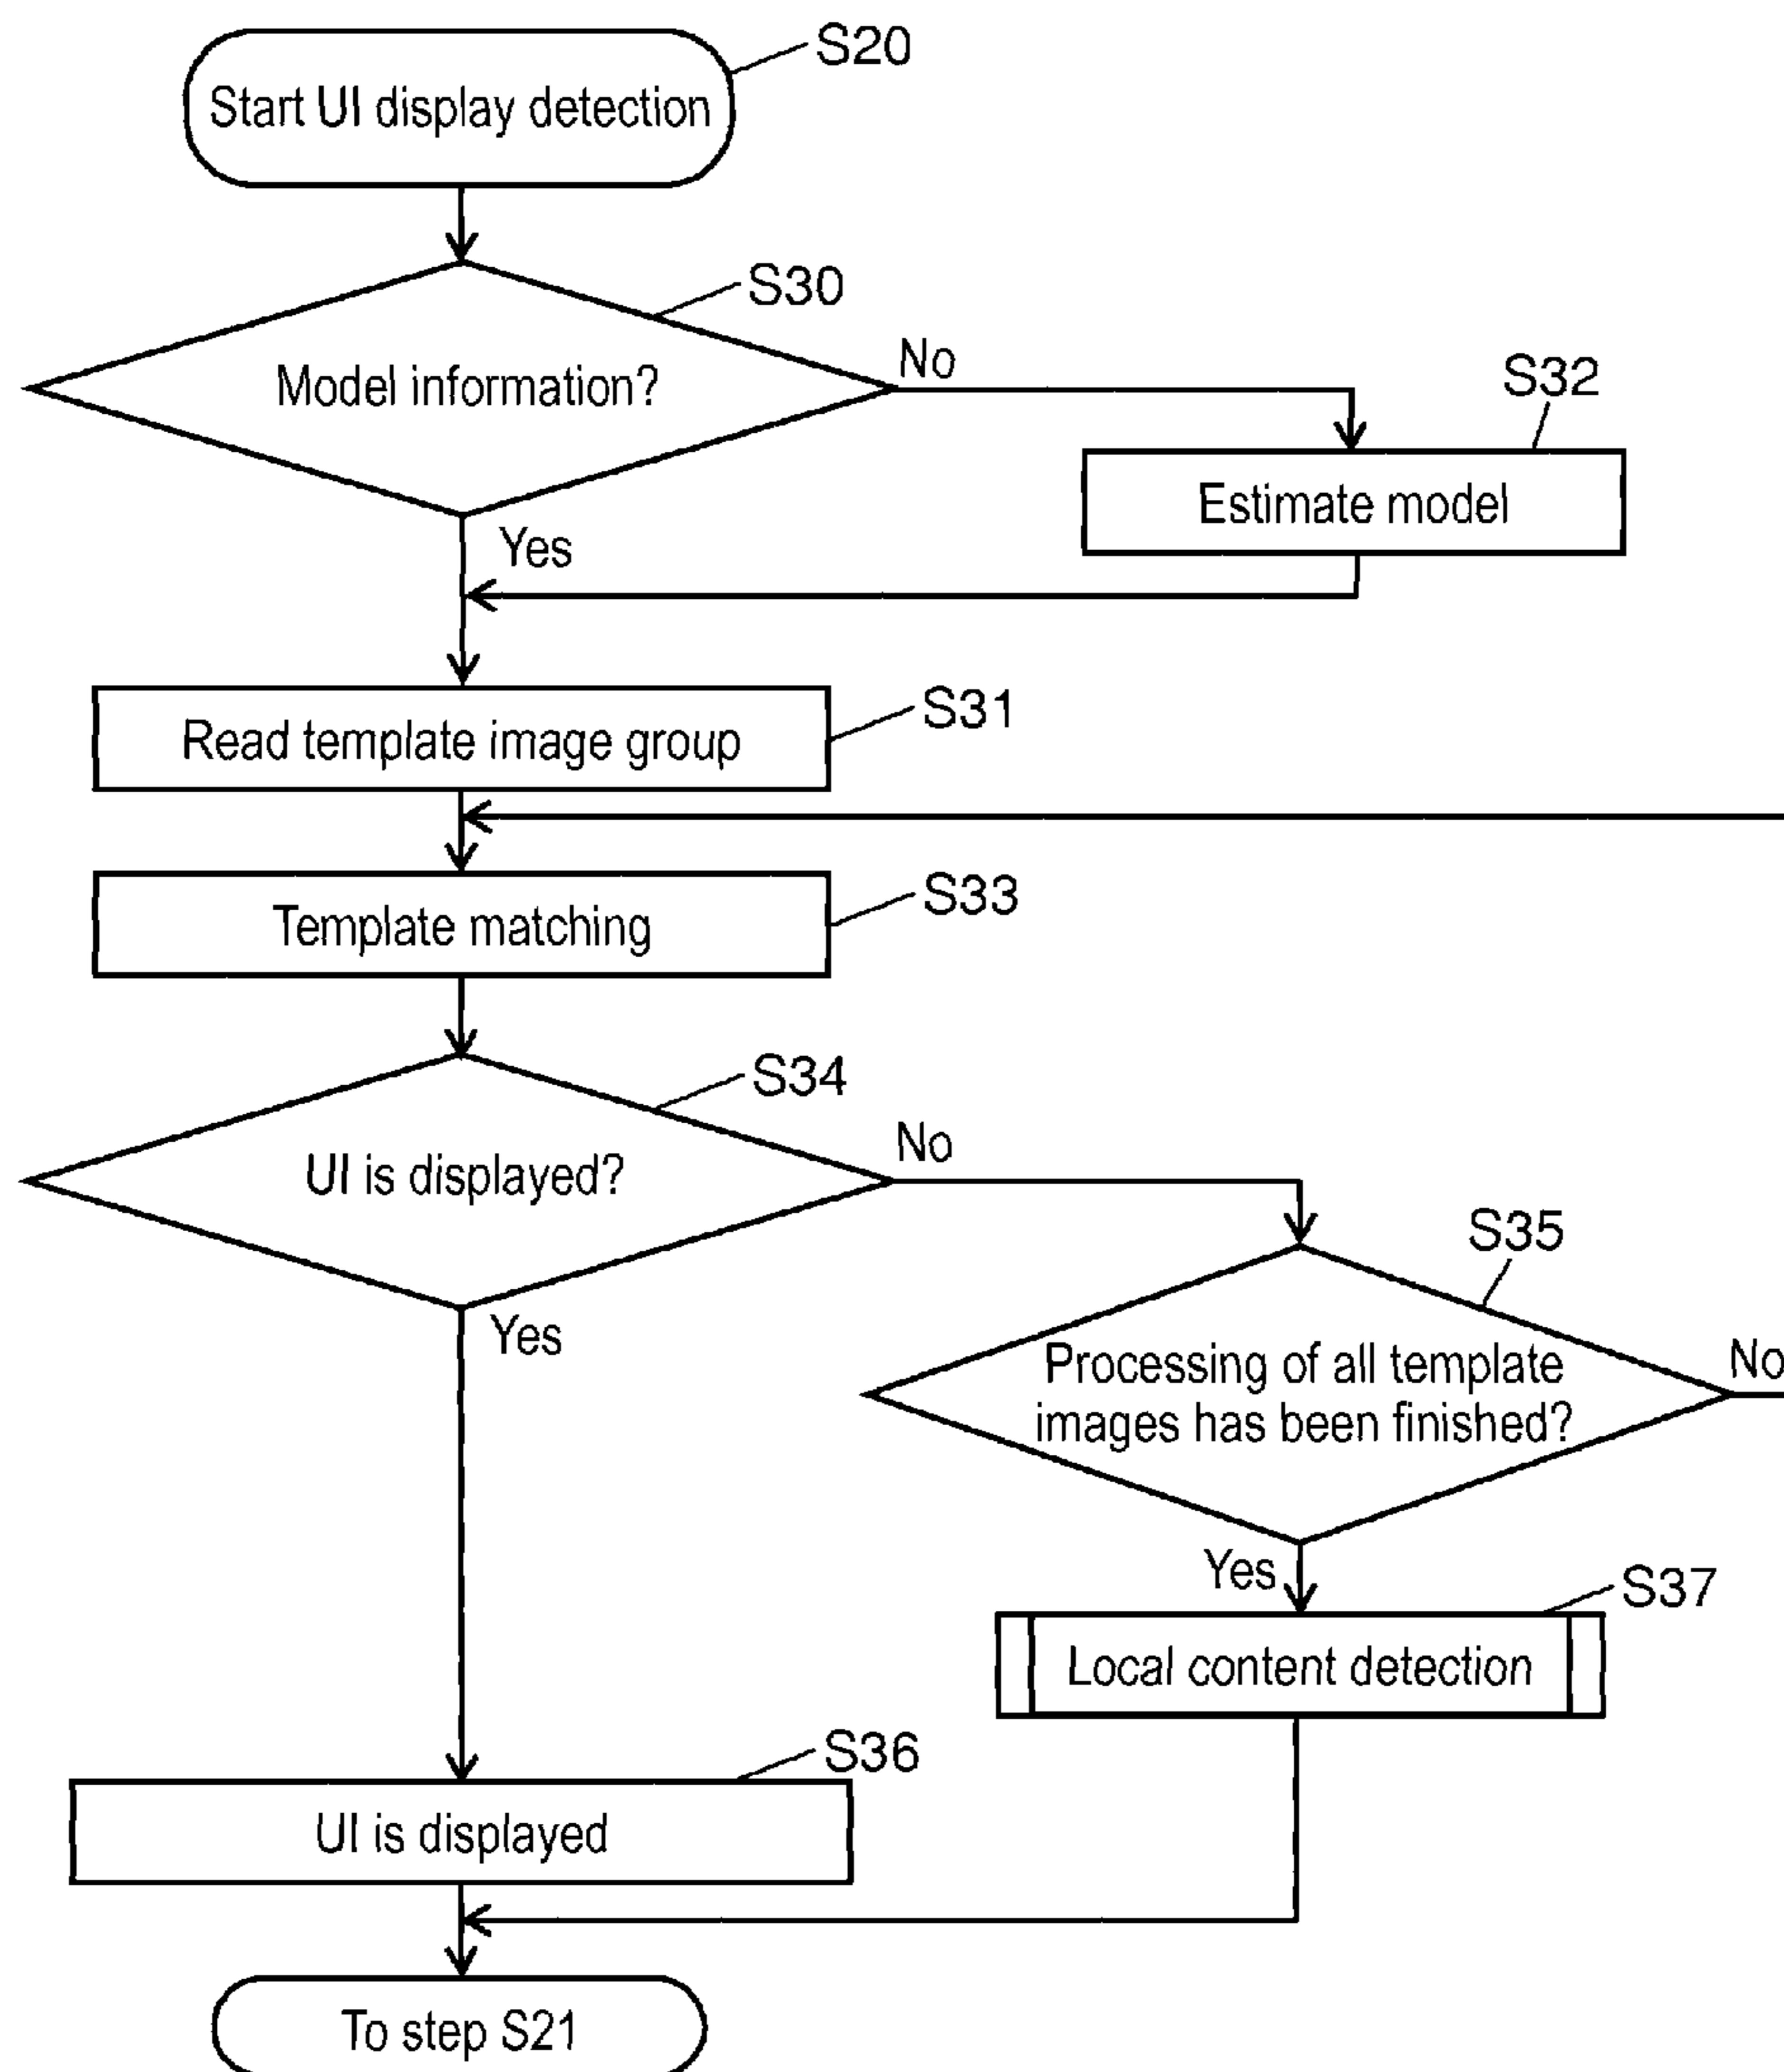 S20
Start UI display detection
S30
Model information?
No
S32
Estimate model
Yes
S31
Read template image group
S33
Template matching
S34
UI is displayed?
No
S35
Yes
Processing of all template
images has been finished?
No
Yes
S37
Local content detection
S36
UI is displayed
To step S21